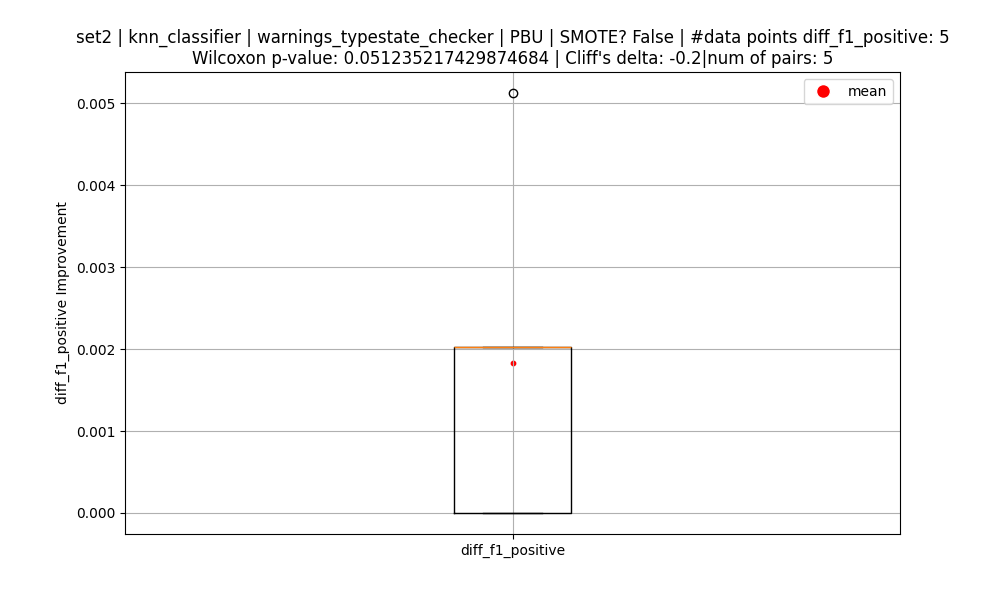 set2 | knn_classifier | warnings_typestate_checker | PBU | SMOTE? False | #data points diff_f1_positive: 5
Wilcoxon p-value: 0.051235217429874684 | Cliff's delta: -0.2|num of pairs: 5
mean
0.005
0.004
0.003
0.002
0.001
0.000
diff_f1_positive Improvement
diff_f1_positive